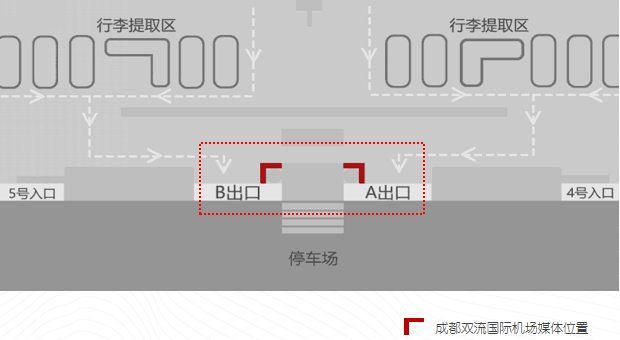 行李提取区
行李提取区
5号入口
B出口
A出口
4号入口
停车场
成都双流国际机场媒体位置